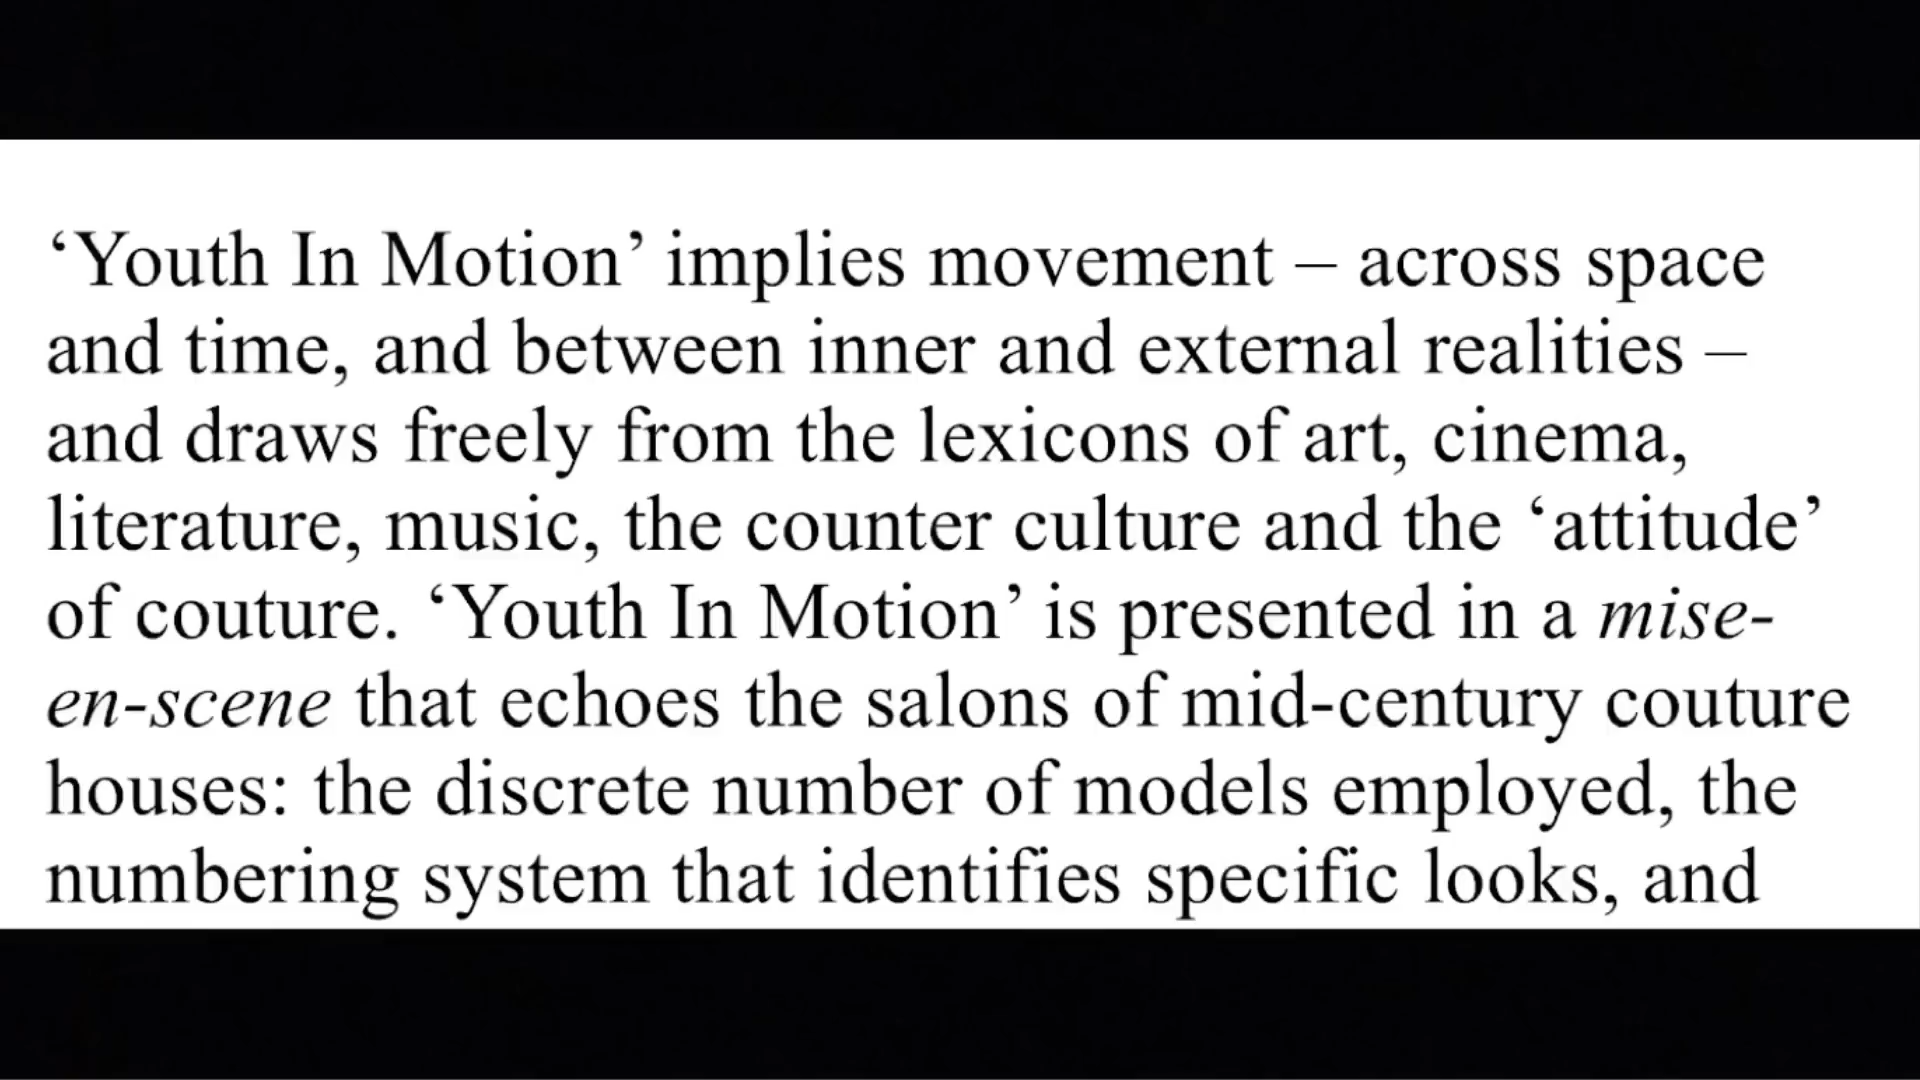 ‘Youth In Motion’ implies movement – across space
and time, and between inner and external realities –
and draws freely from the lexicons of art, cinema,
literature, music, the counter culture and the ‘attitude’
of couture. ‘Youth In Motion’ is presented in a mise-
en-scene that echoes the salons of mid-century couture
houses: the discrete number of models employed, the
numbering system that identifies specific looks, and